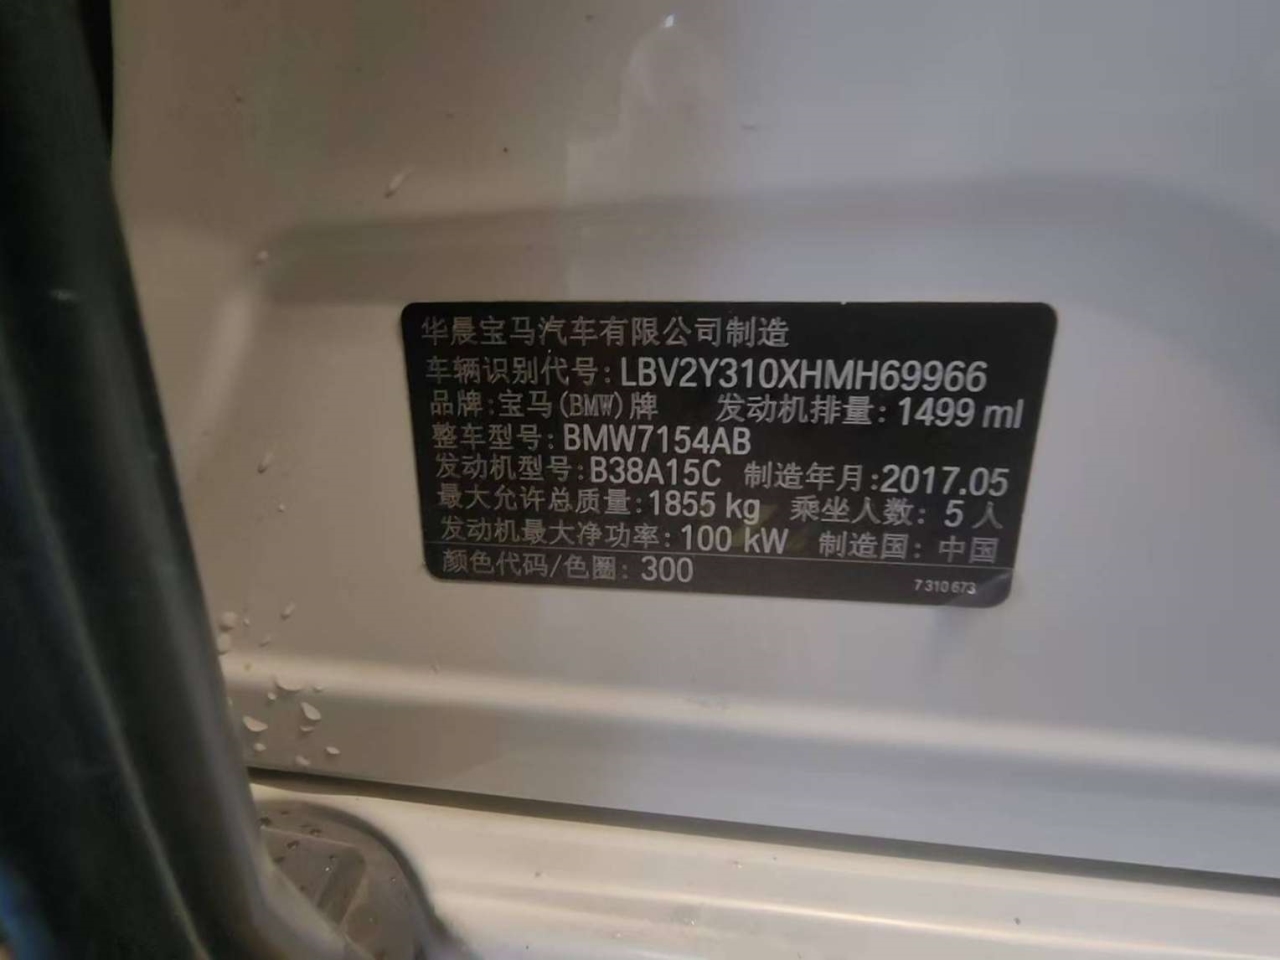 华晨宝马汽车有限公司制造
车辆识别代号: LBV2Y310XHMH69966
品牌: 宝马(BMW)牌 发动机排量: 1499 ml
整车型号: BMW7154AB
发动机型号: B38A15C 制造年月: 2017.05
最大允许总质量: 1855 kg 乘坐人数: 5 人
发动机最大净功率: 100 kW 制造国: 中国
颜色代码/色圈: 300 7 310 673